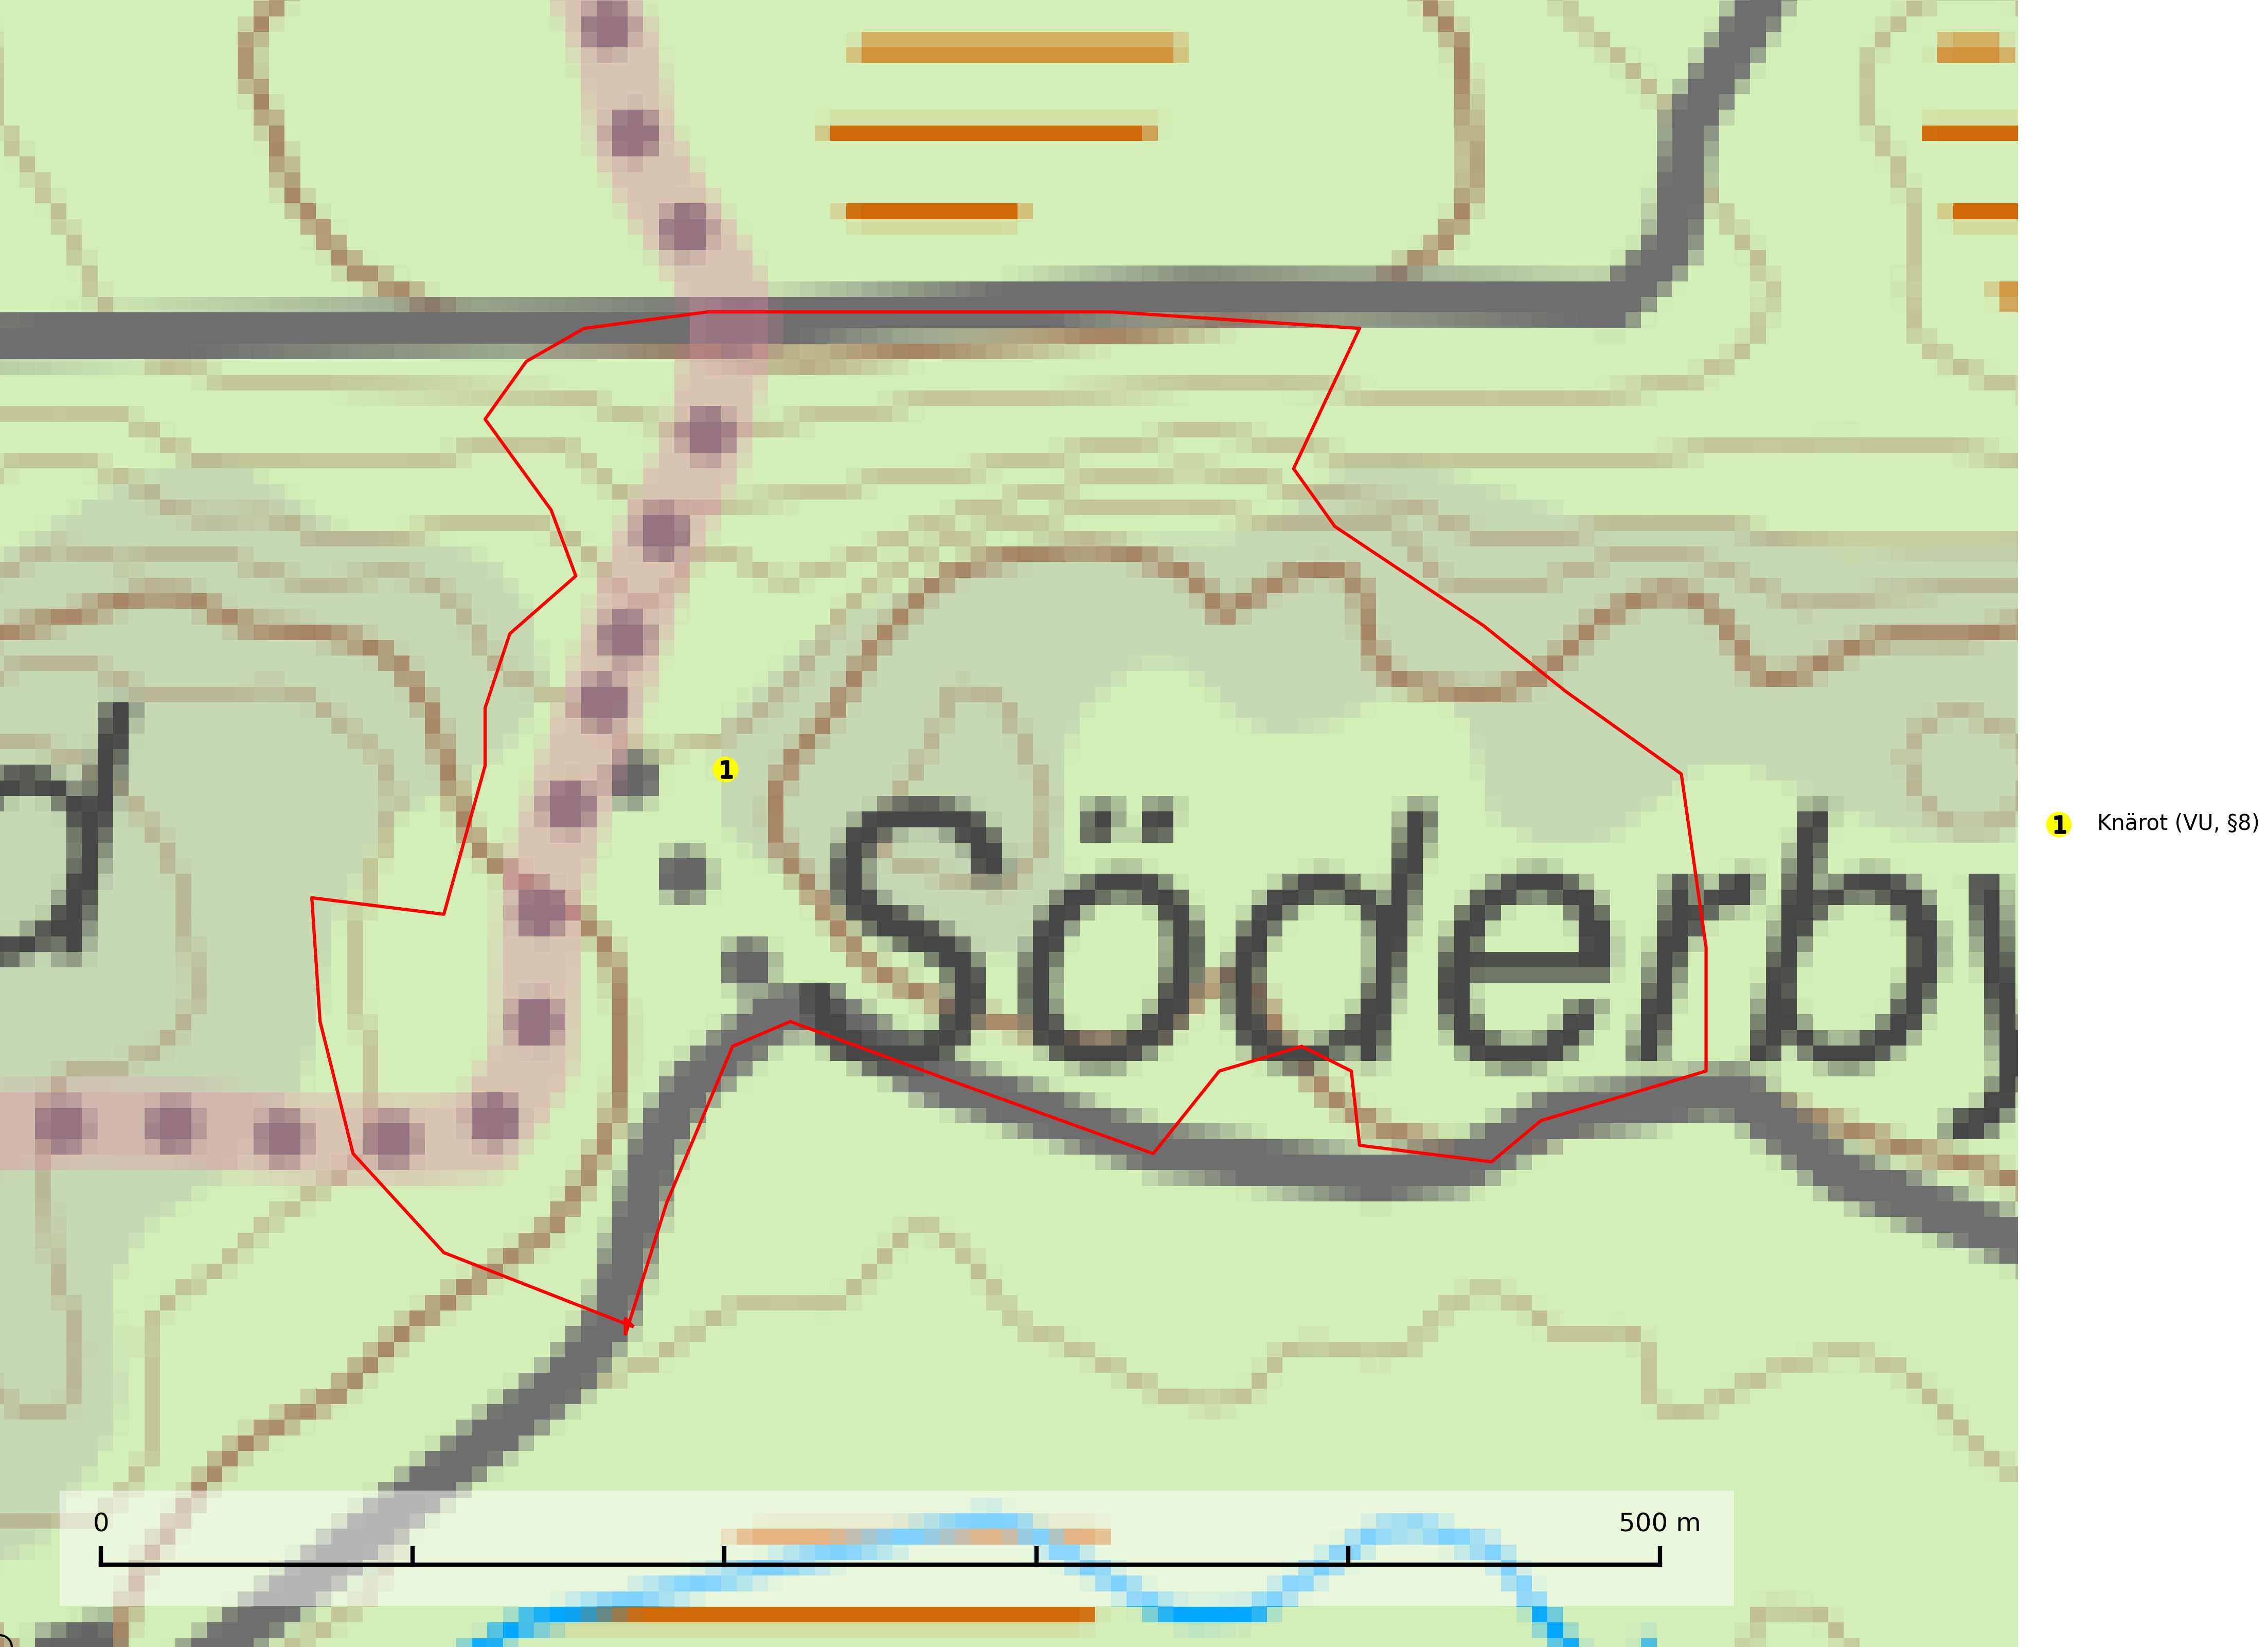 1
Söderby
1 Knärot (VU, §8)
0 500 m